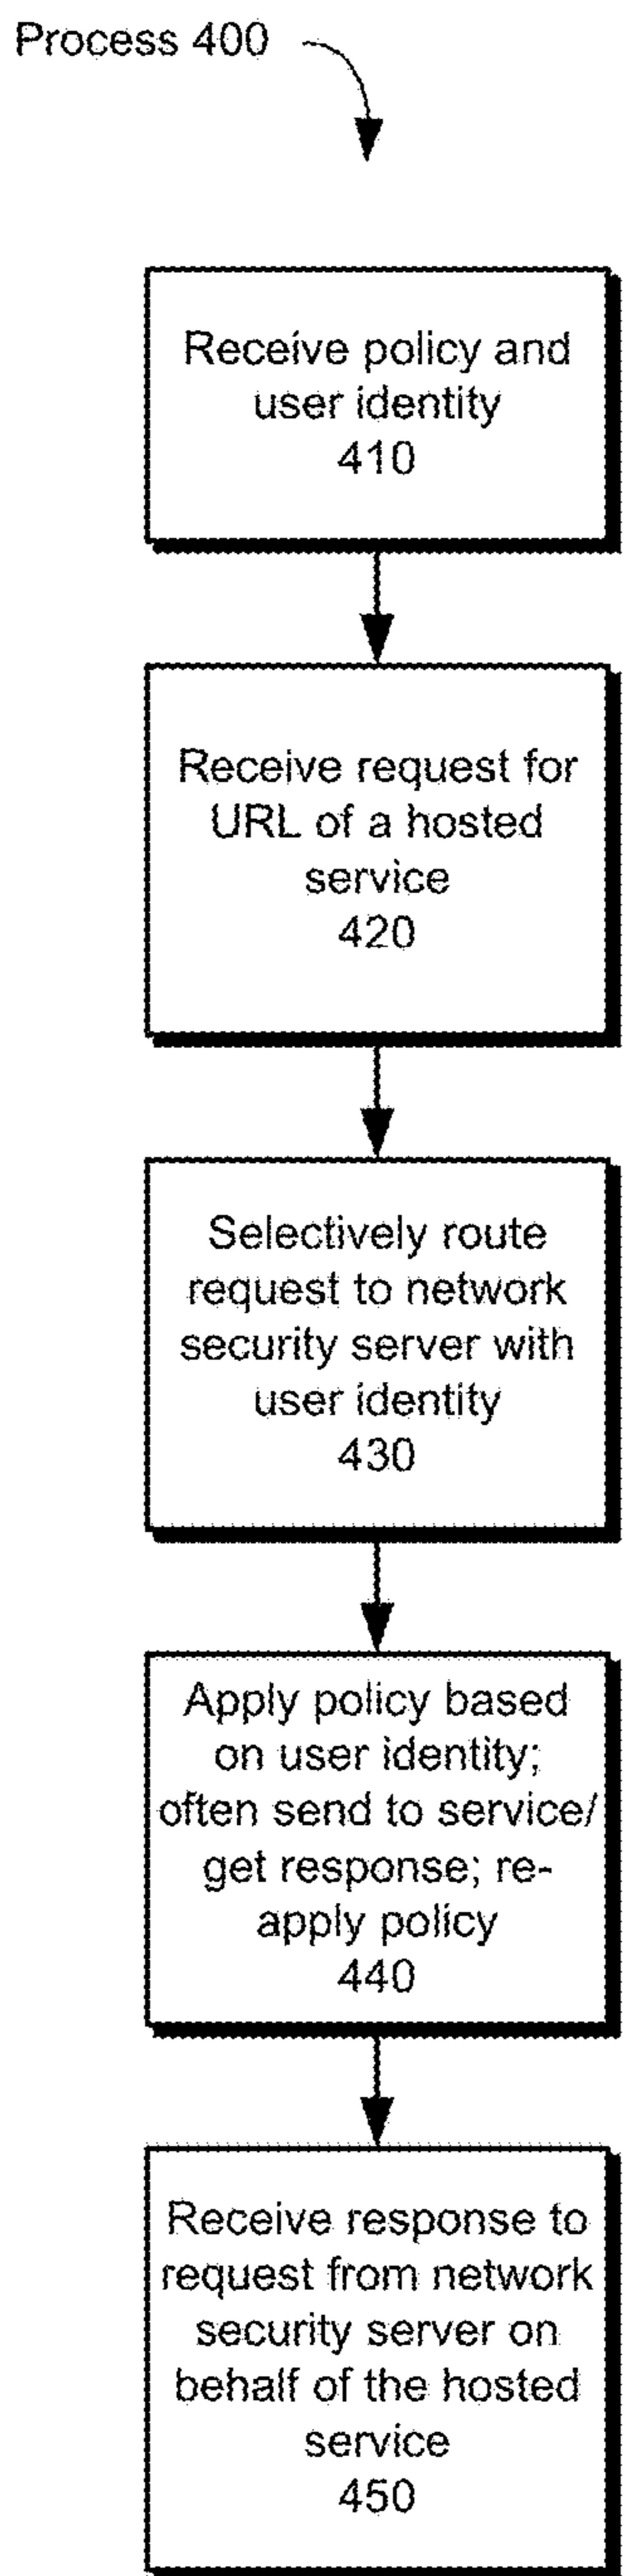 Process 400
Receive policy and
user identity
410
Receive request for
URL of a hosted
service
420
Selectively route
request to network
security server with
user identity
430
Apply policy based
on user identity;
often send to service/
get response; re-
apply policy
440
Receive response to
request from network
security server on
behalf of the hosted
service
450